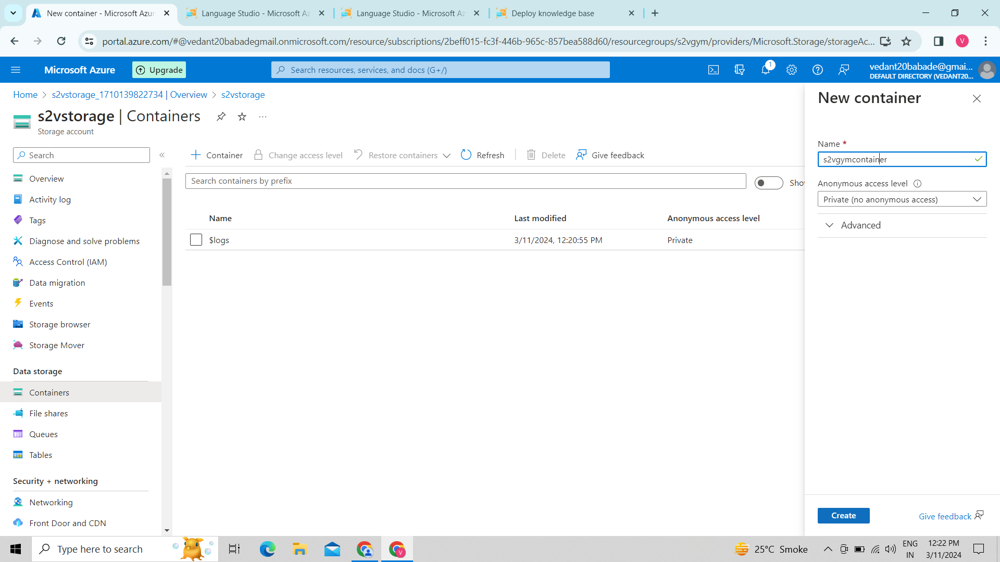 New container - Microsoft Azur
Language Studio - Microsoft Az
Language Studio - Microsoft Az
Deploy knowledge base
portal.azure.com/#@vedant20babadegmail.onmicrosoft.com/resource/subscriptions/2beff015-fc3f-446b-965c-857bea588d60/resourcegroups/s2vgym/providers/Microsoft.Storage/storageAc...
V
Microsoft Azure
Upgrade
Search resources, services, and docs (G+/)
1
vedant20babade@gmai...
DEFAULT DIRECTORY (VEDANT20...
Home > s2vstorage_1710139822734 | Overview > s2vstorage
s2vstorage | Containers
Storage account
Search
Overview
Activity log
Tags
Diagnose and solve problems
Access Control (IAM)
Data migration
Events
Storage browser
Storage Mover
Data storage
Containers
File shares
Queues
Tables
Security + networking
Networking
Front Door and CDN
Container
Change access level
Restore containers
Refresh
Delete
Give feedback
Search containers by prefix
Sho
Name Last modified Anonymous access level
$logs 3/11/2024, 12:20:55 PM Private
New container
Name *
s2vgymcontainer
Anonymous access level
Private (no anonymous access)
Advanced
Create
Give feedback
Type here to search
V
25°C Smoke
ENG
IN
12:22 PM
3/11/2024